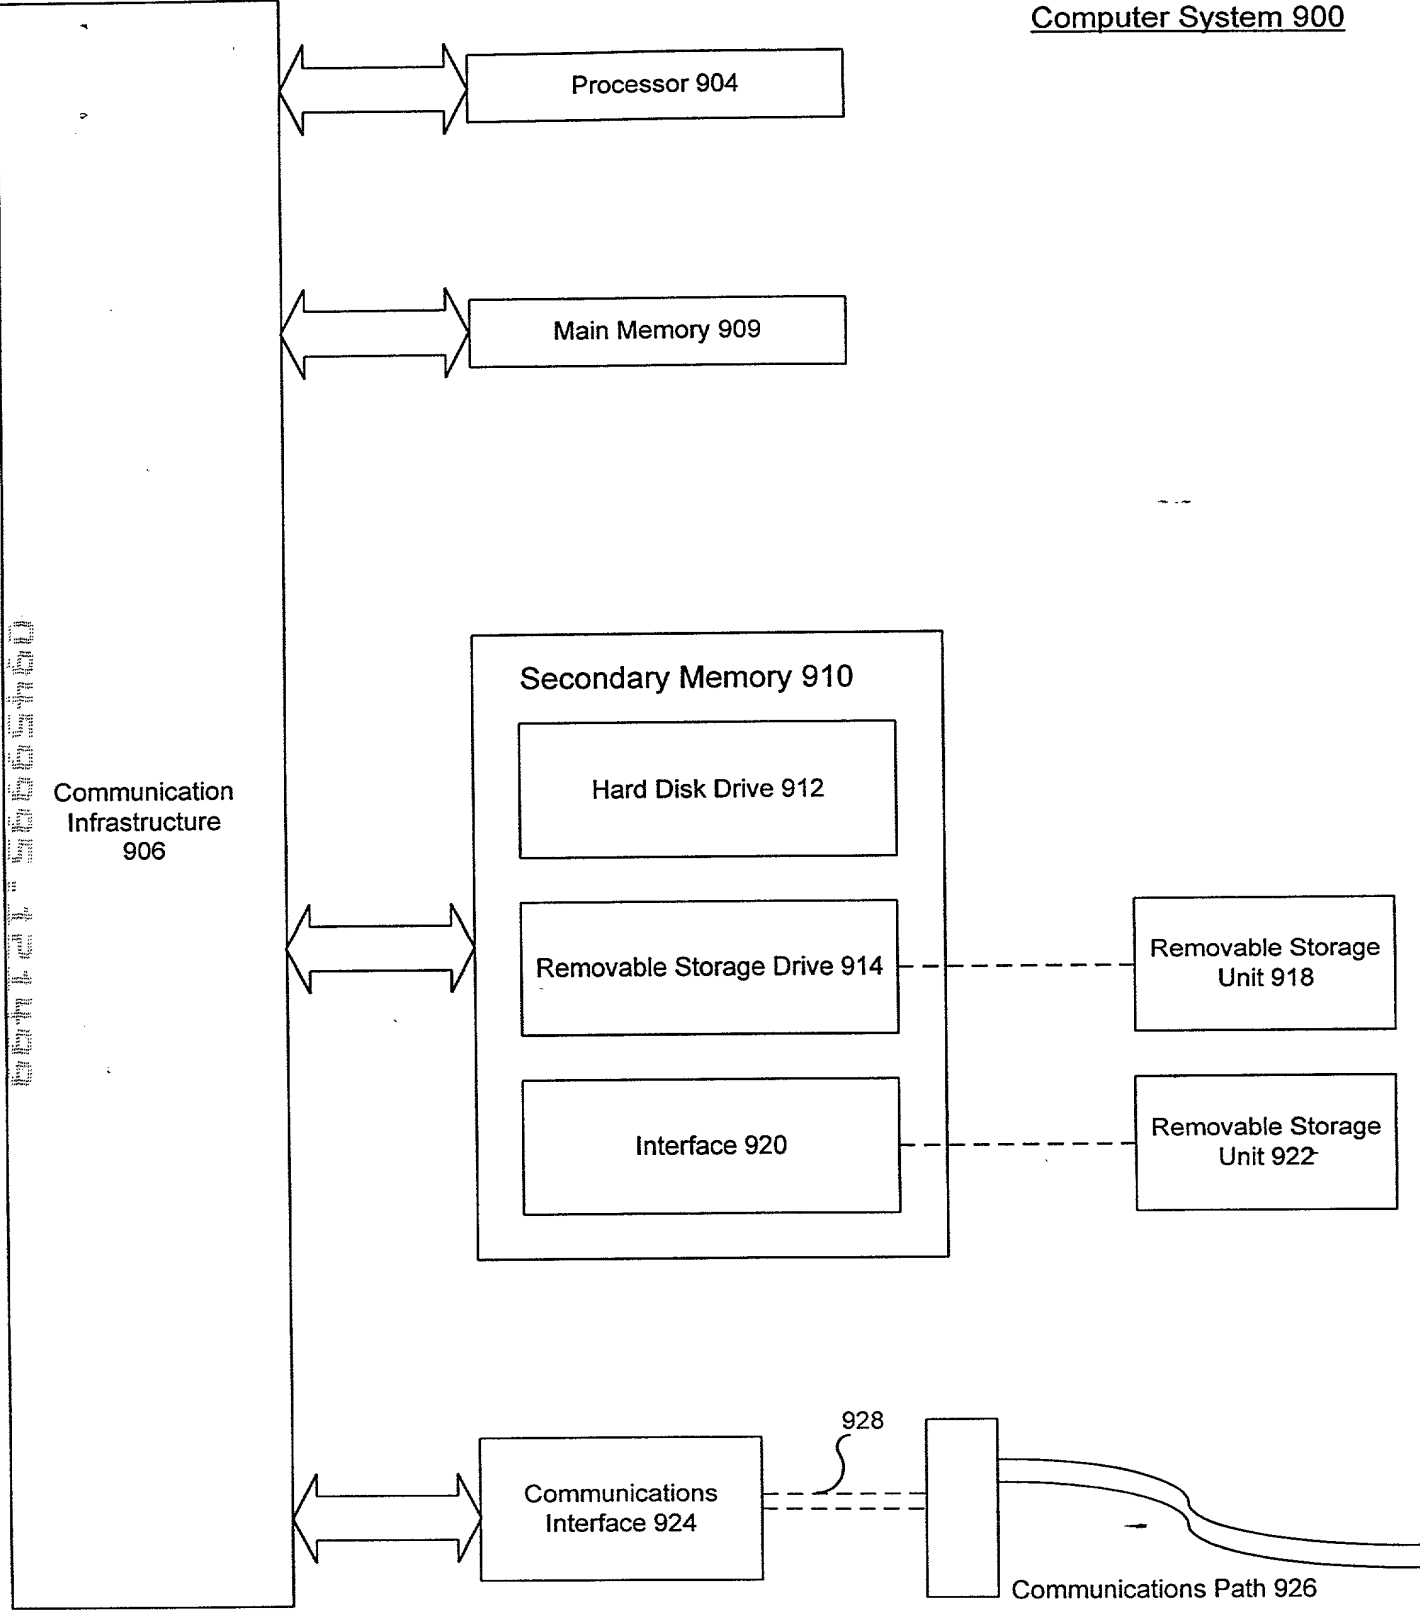 Computer System 900
Processor 904
Main Memory 909
Secondary Memory 910
Hard Disk Drive 912
Communication
Infrastructure
906
Removable Storage Drive 914
Removable Storage
Unit 918
Interface 920
Removable Storage
Unit 922
928
Communications
Interface 924
Communications Path 926